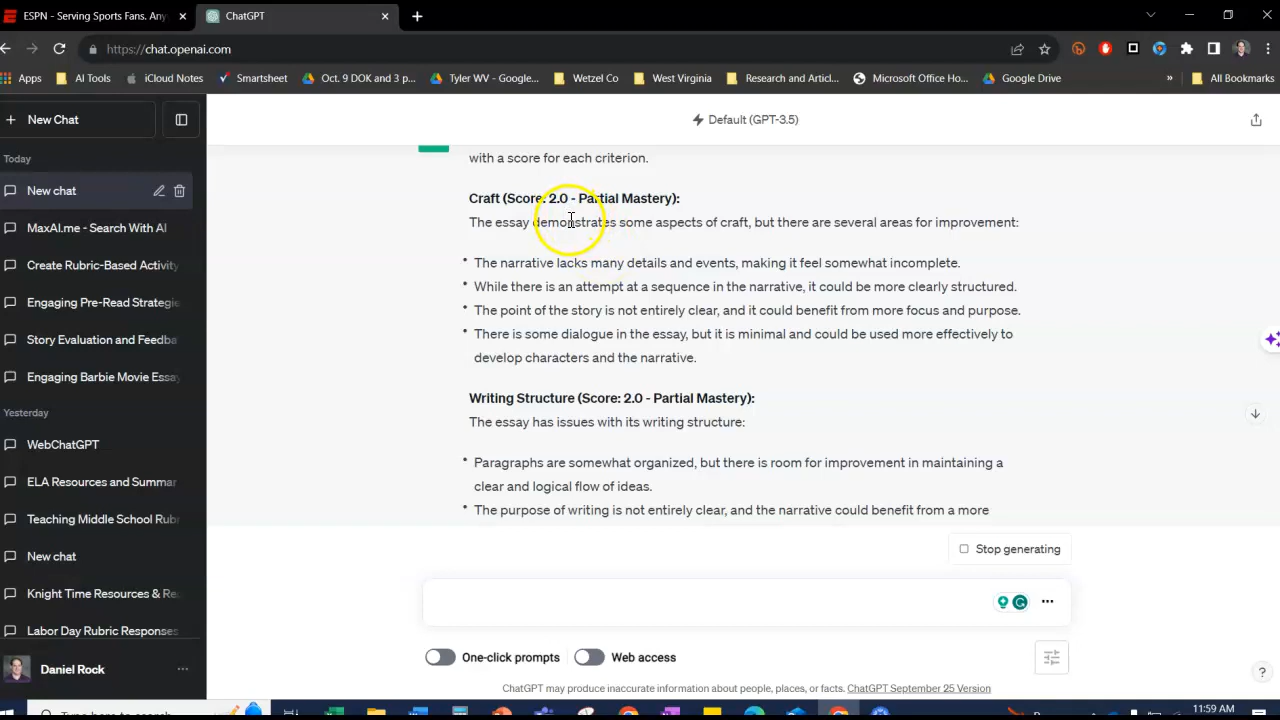 ESPN - Serving Sports Fans. Any
ChatGPT
https://chat.openai.com
Apps
AI Tools
iCloud Notes
Smartsheet
Oct. 9 DOK and 3 p...
Tyler WV - Google...
Wetzel Co
West Virginia
Research and Articl...
Microsoft Office Ho...
Google Drive
»
All Bookmarks
New Chat
Default (GPT-3.5)
Today
New chat
MaxAI.me - Search With AI
Create Rubric-Based Activity
Engaging Pre-Read Strategie
Story Evaluation and Feedba
Engaging Barbie Movie Essay
Yesterday
WebChatGPT
ELA Resources and Summar
Teaching Middle School Rubr
New chat
Knight Time Resources & Re
Labor Day Rubric Responses
Daniel Rock
with a score for each criterion.
Craft (Score: 2.0 - Partial Mastery):
The essay demonstrates some aspects of craft, but there are several areas for improvement:
• The narrative lacks many details and events, making it feel somewhat incomplete.
• While there is an attempt at a sequence in the narrative, it could be more clearly structured.
• The point of the story is not entirely clear, and it could benefit from more focus and purpose.
• There is some dialogue in the essay, but it is minimal and could be used more effectively to
develop characters and the narrative.
Writing Structure (Score: 2.0 - Partial Mastery):
The essay has issues with its writing structure:
• Paragraphs are somewhat organized, but there is room for improvement in maintaining a
clear and logical flow of ideas.
• The purpose of writing is not entirely clear, and the narrative could benefit from a more
Stop generating
One-click prompts
Web access
ChatGPT may produce inaccurate information about people, places, or facts. ChatGPT September 25 Version
?
Type here to search
11:59 AM